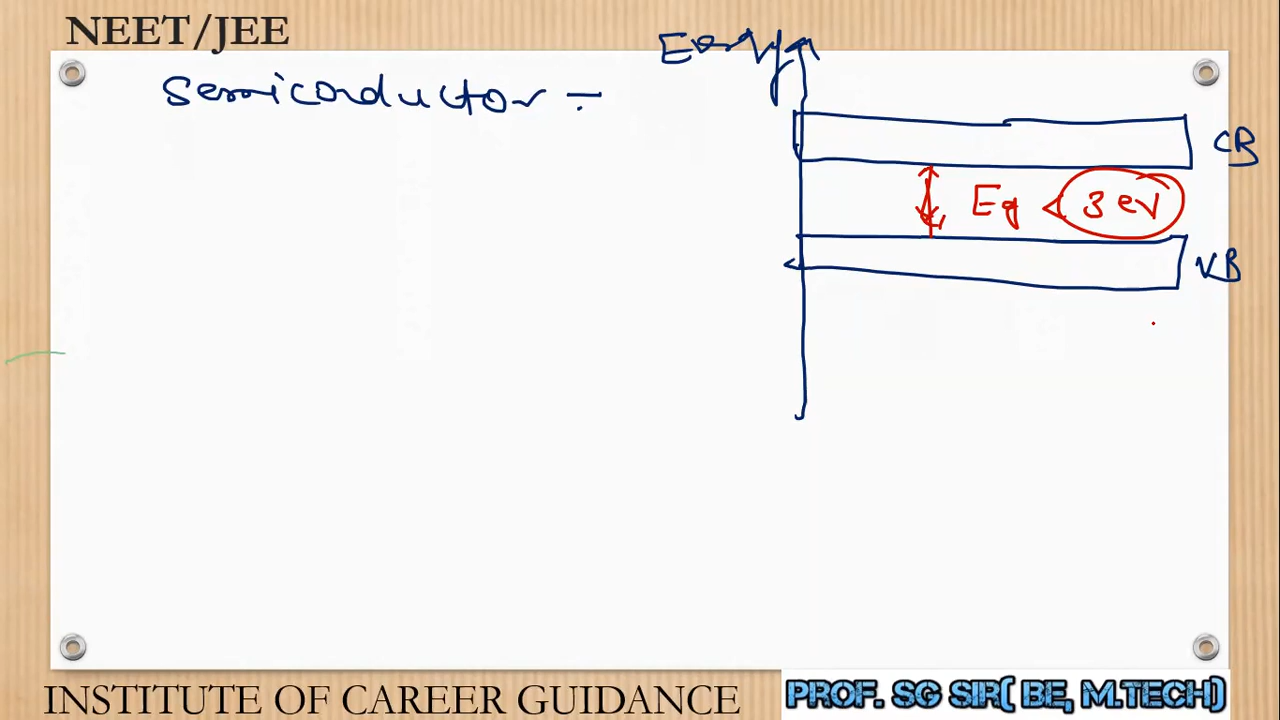 NEET/JEE
Energy
Semiconductor :-
CB
Eg < 3 eV
VB
INSTITUTE OF CAREER GUIDANCE
PROF. SG SIR( BE, M.TECH)